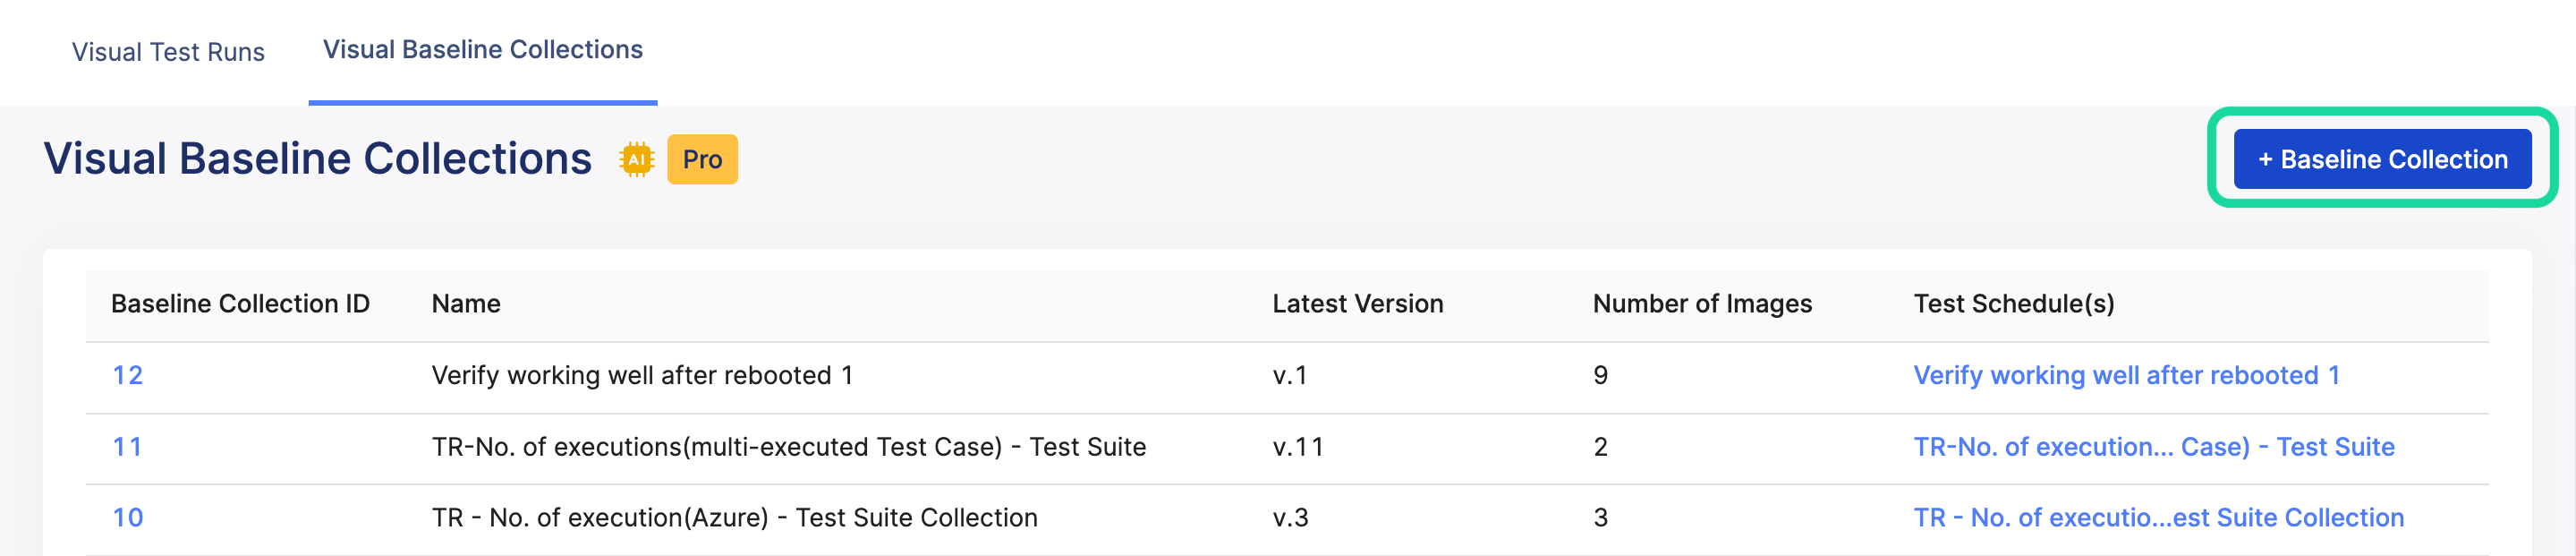 Visual Test Runs Visual Baseline Collections
Visual Baseline Collections AI Pro + Baseline Collection
Baseline Collection ID Name Latest Version Number of Images Test Schedule(s)
12 Verify working well after rebooted 1 v.1 9 Verify working well after rebooted 1
11 TR-No. of executions(multi-executed Test Case) - Test Suite v.11 2 TR-No. of execution... Case) - Test Suite
10 TR - No. of execution(Azure) - Test Suite Collection v.3 3 TR - No. of executio...est Suite Collection